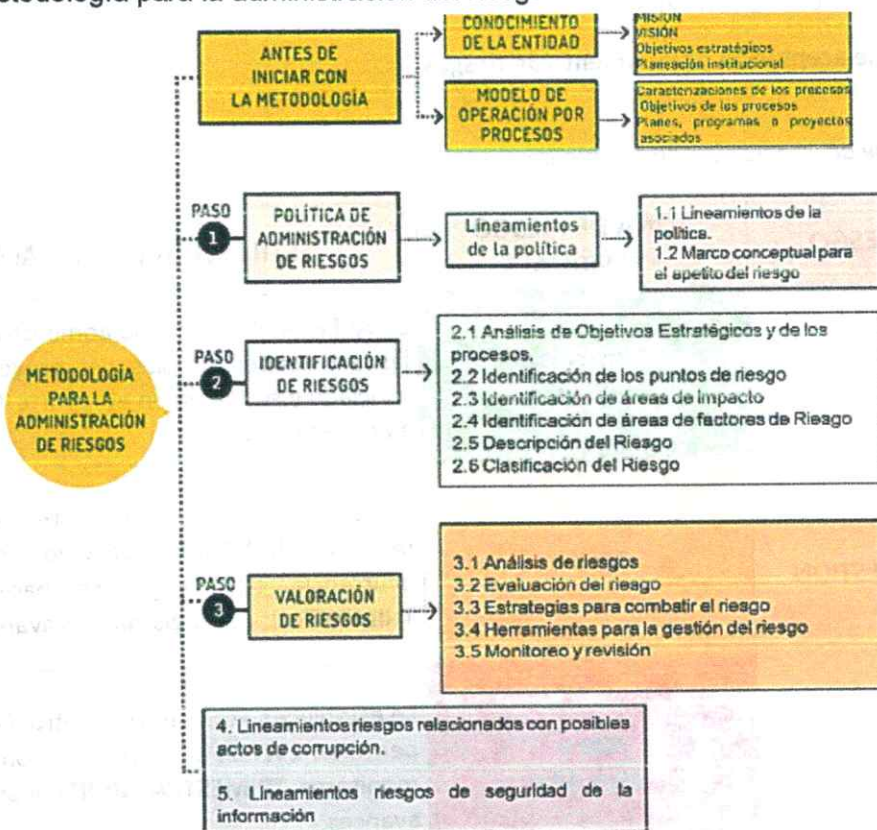 Metodología para la administración del riesgo
METODOLOGÍA
PARA LA
ADMINISTRACIÓN
DE RIESGOS
ANTES DE
INICIAR CON
LA METODOLOGÍA
CONOCIMIENTO
DE LA ENTIDAD
MISIÓN
VISIÓN
Objetivos estratégicos
Planeación institucional
MODELO DE
OPERACIÓN POR
PROCESOS
Caracterizaciones de los procesos
Objetivos de los procesos
Planes, programas o proyectos
asociados
PASO
1
POLÍTICA DE
ADMINISTRACIÓN
DE RIESGOS
Lineamientos
de la política
1.1 Lineamientos de la
política.
1.2 Marco conceptual para
el apetito del riesgo
PASO
2
IDENTIFICACIÓN
DE RIESGOS
2.1 Análisis de Objetivos Estratégicos y de los
procesos.
2.2 Identificación de los puntos de riesgo
2.3 Identificación de áreas de impacto
2.4 Identificación de áreas de factores de Riesgo
2.5 Descripción del Riesgo
2.6 Clasificación del Riesgo
PASO
3
VALORACIÓN
DE RIESGOS
3.1 Análisis de riesgos
3.2 Evaluación del riesgo
3.3 Estrategias para combatir el riesgo
3.4 Herramientas para la gestión del riesgo
3.5 Monitoreo y revisión
4. Lineamientos riesgos relacionados con posibles
actos de corrupción.
5. Lineamientos riesgos de seguridad de la
información